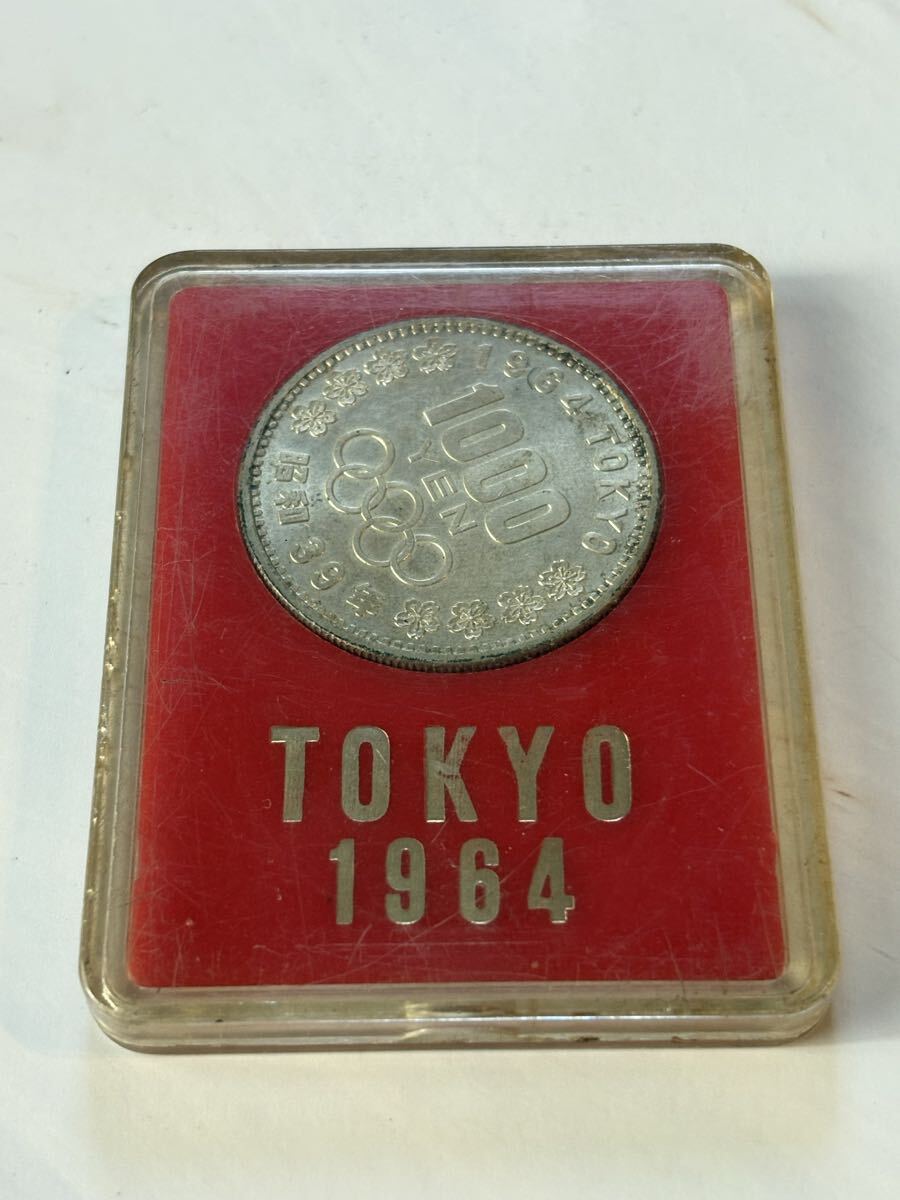 1964 TOKYO
1000
YEN
昭和39年
TOKYO
1964